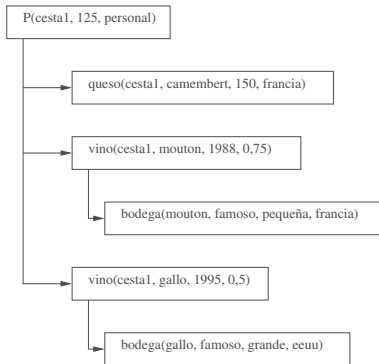 P(cesta1, 125, personal)
queso(cesta1, camembert, 150, francia)
vino(cesta1, mouton, 1988, 0,75)
bodega(mouton, famoso, pequeña, francia)
vino(cesta1, gallo, 1995, 0,5)
bodega(gallo, famoso, grande, eeuu)